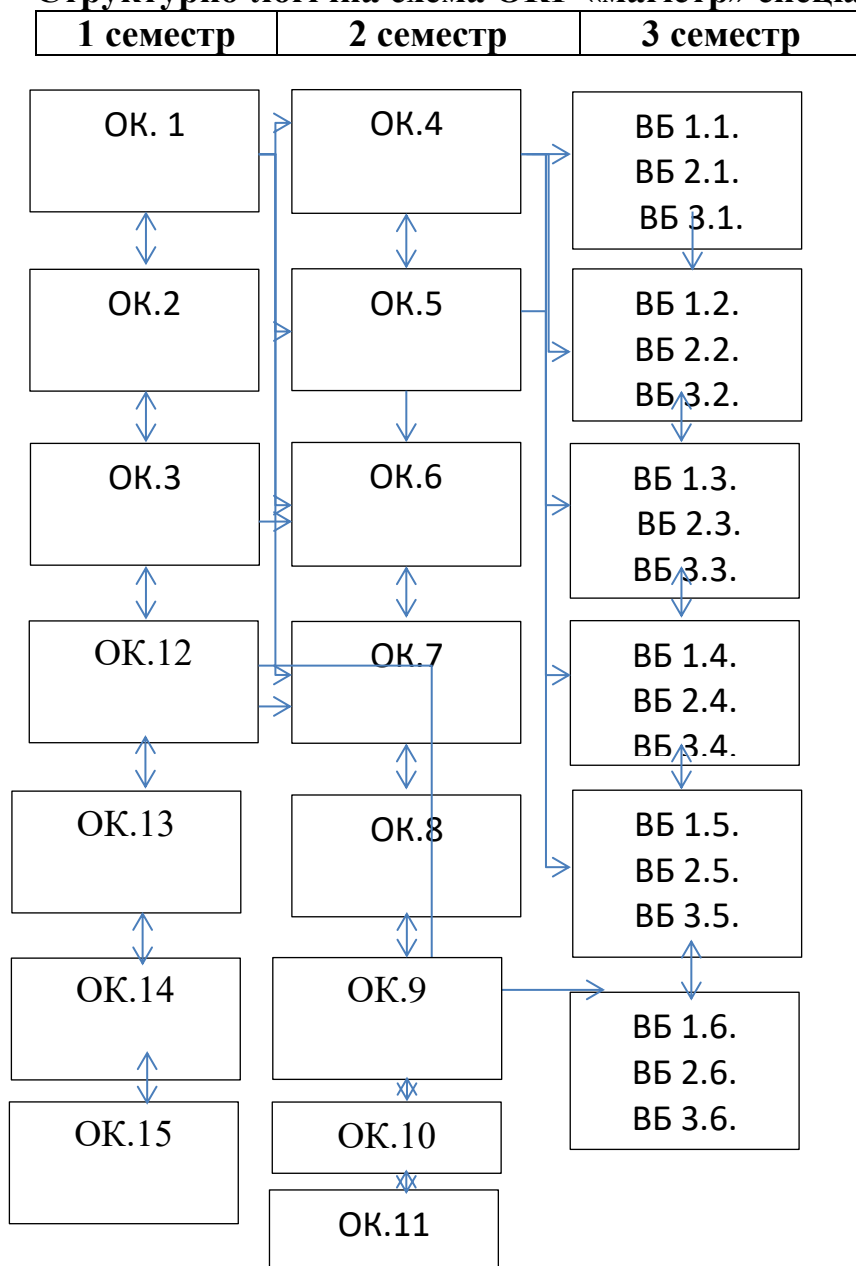 1 семестр 2 семестр 3 семестр
ОК. 1
ОК.2
ОК.3
ОК.12
ОК.13
ОК.14
ОК.15
ОК.4
ОК.5
ОК.6
ОК.7
ОК.8
ОК.9
ОК.10
ОК.11
ВБ 1.1.
ВБ 2.1.
ВБ 3.1.
ВБ 1.2.
ВБ 2.2.
ВБ 3.2.
ВБ 1.3.
ВБ 2.3.
ВБ 3.3.
ВБ 1.4.
ВБ 2.4.
ВБ 3.4.
ВБ 1.5.
ВБ 2.5.
ВБ 3.5.
ВБ 1.6.
ВБ 2.6.
ВБ 3.6.